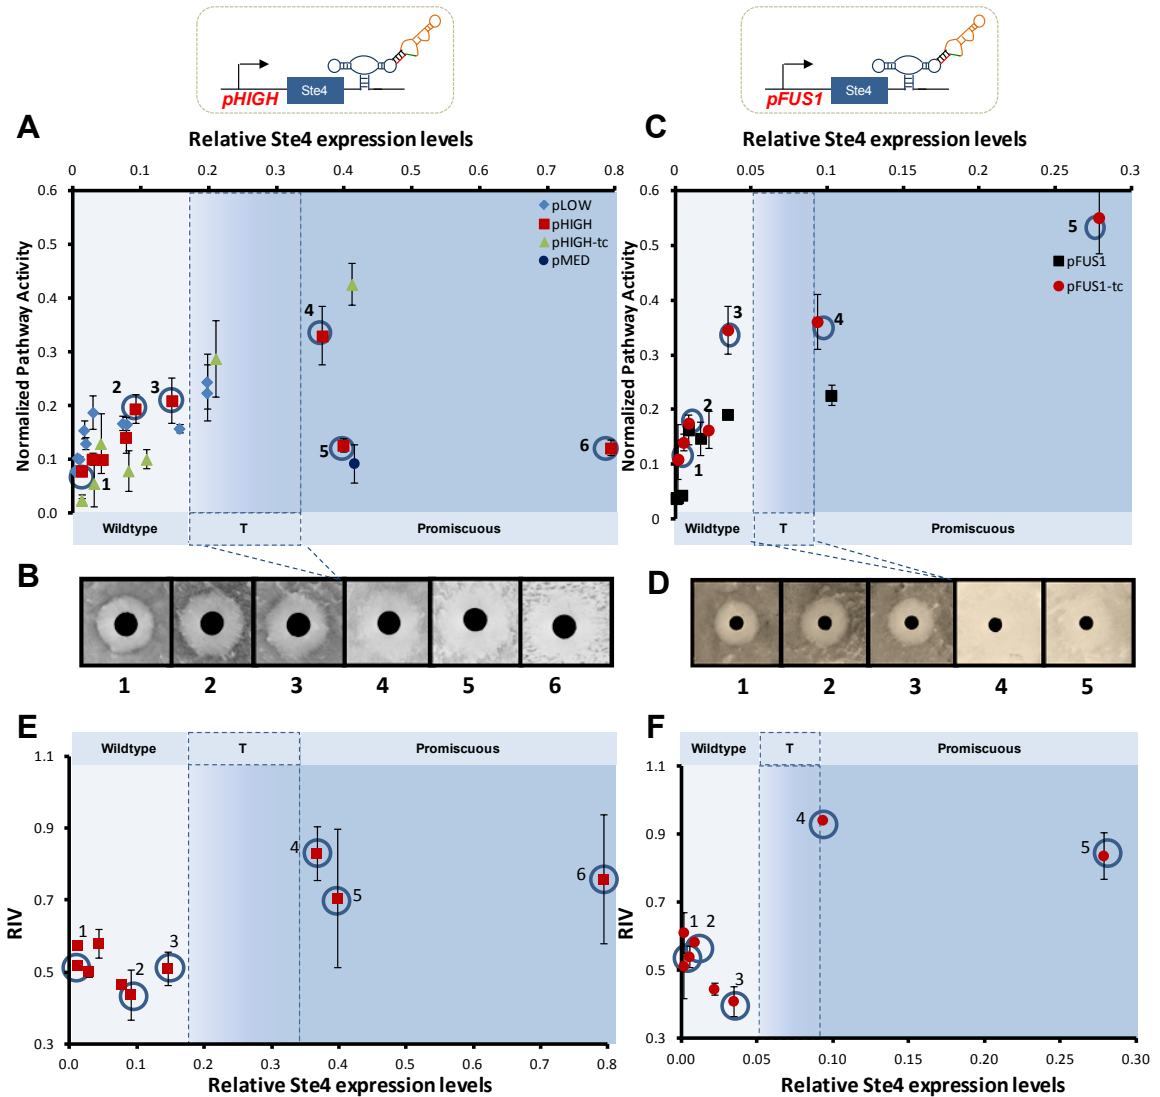 pHIGH
Ste4
pFUS1
Ste4
A
Relative Ste4 expression levels
0 0.1 0.2 0.3 0.4 0.5 0.6 0.7 0.8
Normalized Pathway Activity
0.6
0.5
0.4
0.3
0.2
0.1
0.0
pLOW
pHIGH
pHIGH-tc
pMED
1
2
3
4
5
6
Wildtype T Promiscuous
C
Relative Ste4 expression levels
0 0.05 0.1 0.15 0.2 0.25 0.3
Normalized Pathway Activity
0.6
0.5
0.4
0.3
0.2
0.1
0
pFUS1
pFUS1-tc
1
2
3
4
5
Wildtype T Promiscuous
B
1 2 3 4 5 6
D
1 2 3 4 5
E
Wildtype T Promiscuous
RIV
1.1
0.9
0.7
0.5
0.3
1
2
3
4
5
6
0.0 0.1 0.2 0.3 0.4 0.5 0.6 0.7 0.8
Relative Ste4 expression levels
F
Wildtype T Promiscuous
RIV
1.1
0.9
0.7
0.5
0.3
1
2
3
4
5
0.00 0.05 0.10 0.15 0.20 0.25 0.30
Relative Ste4 expression levels